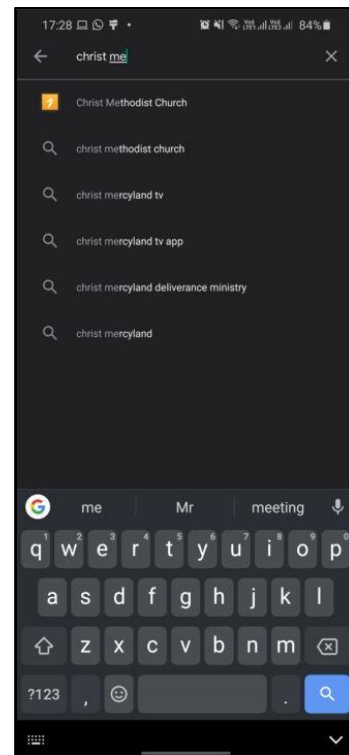 17:28 84%
christ me
Christ Methodist Church
christ methodist church
christ mercyland tv
christ mercyland tv app
christ mercyland deliverance ministry
christ mercyland
me Mr meeting
q w e r t y u i o p
1 2 3 4 5 6 7 8 9 0
a s d f g h j k l
z x c v b n m
?123 , .